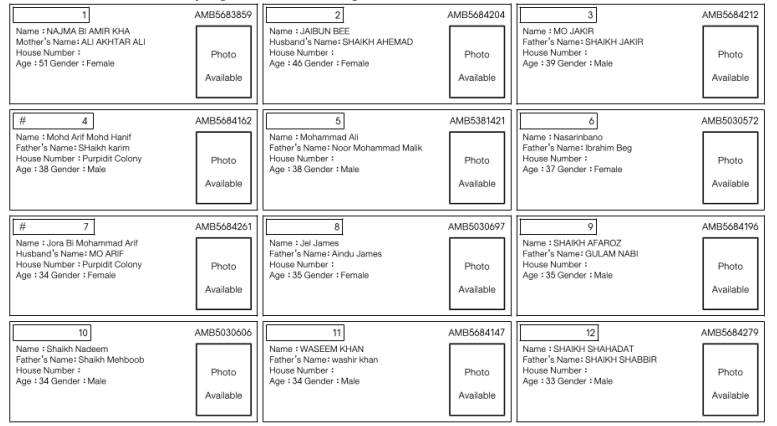 1 AMB5683859
Name : NAJMA BI AMIR KHA
Mother's Name: ALI AKHTAR ALI
House Number :
Age : 51 Gender : Female
Photo
Available
2 AMB5684204
Name : JAIBUN BEE
Husband's Name: SHAIKH AHEMAD
House Number :
Age : 46 Gender : Female
Photo
Available
3 AMB5684212
Name : MO JAKIR
Father's Name: SHAIKH JAKIR
House Number :
Age : 39 Gender : Male
Photo
Available
# 4 AMB5684162
Name : Mohd Arif Mohd Hanif
Father's Name: SHaikh karim
House Number : Purpidit Colony
Age : 38 Gender : Male
Photo
Available
5 AMB5381421
Name : Mohammad Ali
Father's Name: Noor Mohammad Malik
House Number :
Age : 38 Gender : Male
Photo
Available
6 AMB5030572
Name : Nasarinbano
Father's Name: Ibrahim Beg
House Number :
Age : 37 Gender : Female
Photo
Available
# 7 AMB5684261
Name : Jora Bi Mohammad Arif
Husband's Name: MO ARIF
House Number : Purpidit Colony
Age : 34 Gender : Female
Photo
Available
8 AMB5030697
Name : Jel James
Father's Name: Aindu James
House Number :
Age : 35 Gender : Female
Photo
Available
9 AMB5684196
Name : SHAIKH AFAROZ
Father's Name: GULAM NABI
House Number :
Age : 35 Gender : Male
Photo
Available
10 AMB5030606
Name : Shaikh Nadeem
Father's Name: Shaikh Mehboob
House Number :
Age : 34 Gender : Male
Photo
Available
11 AMB5684147
Name : WASEEM KHAN
Father's Name: washir khan
House Number :
Age : 34 Gender : Male
Photo
Available
12 AMB5684279
Name : SHAIKH SHAHADAT
Father's Name: SHAIKH SHABBIR
House Number :
Age : 33 Gender : Male
Photo
Available